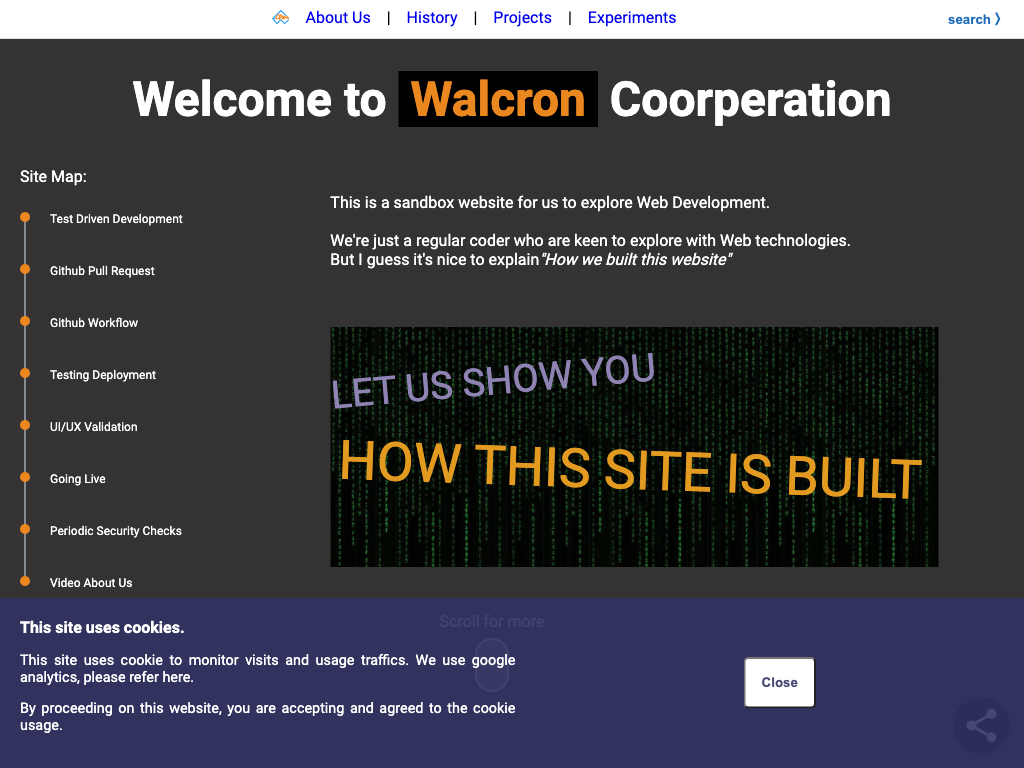 About Us | History | Projects | Experiments
search ⟩
Welcome to Walcron Coorperation
Site Map:
Test Driven Development
Github Pull Request
Github Workflow
Testing Deployment
UI/UX Validation
Going Live
Periodic Security Checks
Video About Us
This is a sandbox website for us to explore Web Development.
We're just a regular coder who are keen to explore with Web technologies.
But I guess it's nice to explain "How we built this website"
LET US SHOW YOU
HOW THIS SITE IS BUILT
Scroll for more
This site uses cookies.
This site uses cookie to monitor visits and usage traffics. We use google
analytics, please refer here.
By proceeding on this website, you are accepting and agreed to the cookie
usage.
Close